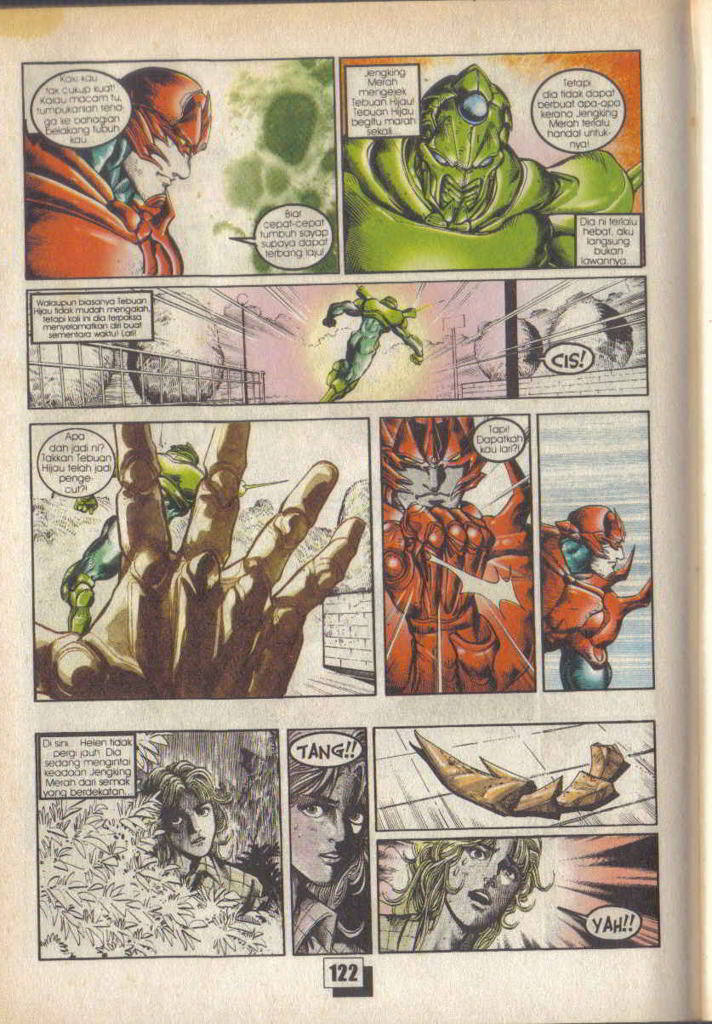 Kaki kau
tak cukup kuat!
Kalau macam tu,
tumpukanlah tena-
ga ke bahagian
belakang tubuh
kau.
Biar
cepat-cepat
tumbuh sayap
supaya dapat
terbang laju!
Jengking
Merah
mengejek
Tebuan Hijau!
Tebuan Hijau
begitu marah
sekali...
Tetapi
dia tidak dapat
berbuat apa-apa
kerana Jengking
Merah terlalu
handal untuk-
nya!
Dia ni terlalu
hebat, aku
langsung
bukan
lawannya.
Walaupun biasanya Tebuan
Hijau tidak mudah mengalah,
tetapi kali ini dia terpaksa
menyelamatkan diri buat
sementara waktu! Lari!
CIS!
Apa
dah jadi ni?
Takkan Tebuan
Hijau telah jadi
penge-
cut?!
Tapi!
Dapatkah
kau lari?!
Di sini... Helen tidak
pergi jauh. Dia
sedang mengintai
keadaan Jengking
Merah dari semak
yang berdekatan.
TANG!!
YAH!!
122